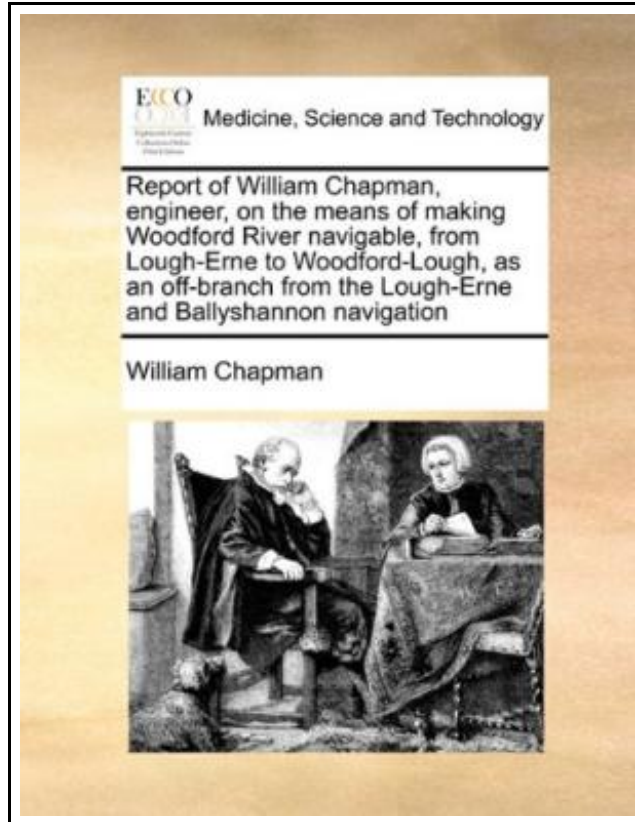 ECCO
Medicine, Science and Technology
Report of William Chapman,
engineer, on the means of making
Woodford River navigable, from
Lough-Erne to Woodford-Lough, as
an off-branch from the Lough-Erne
and Ballyshannon navigation
William Chapman